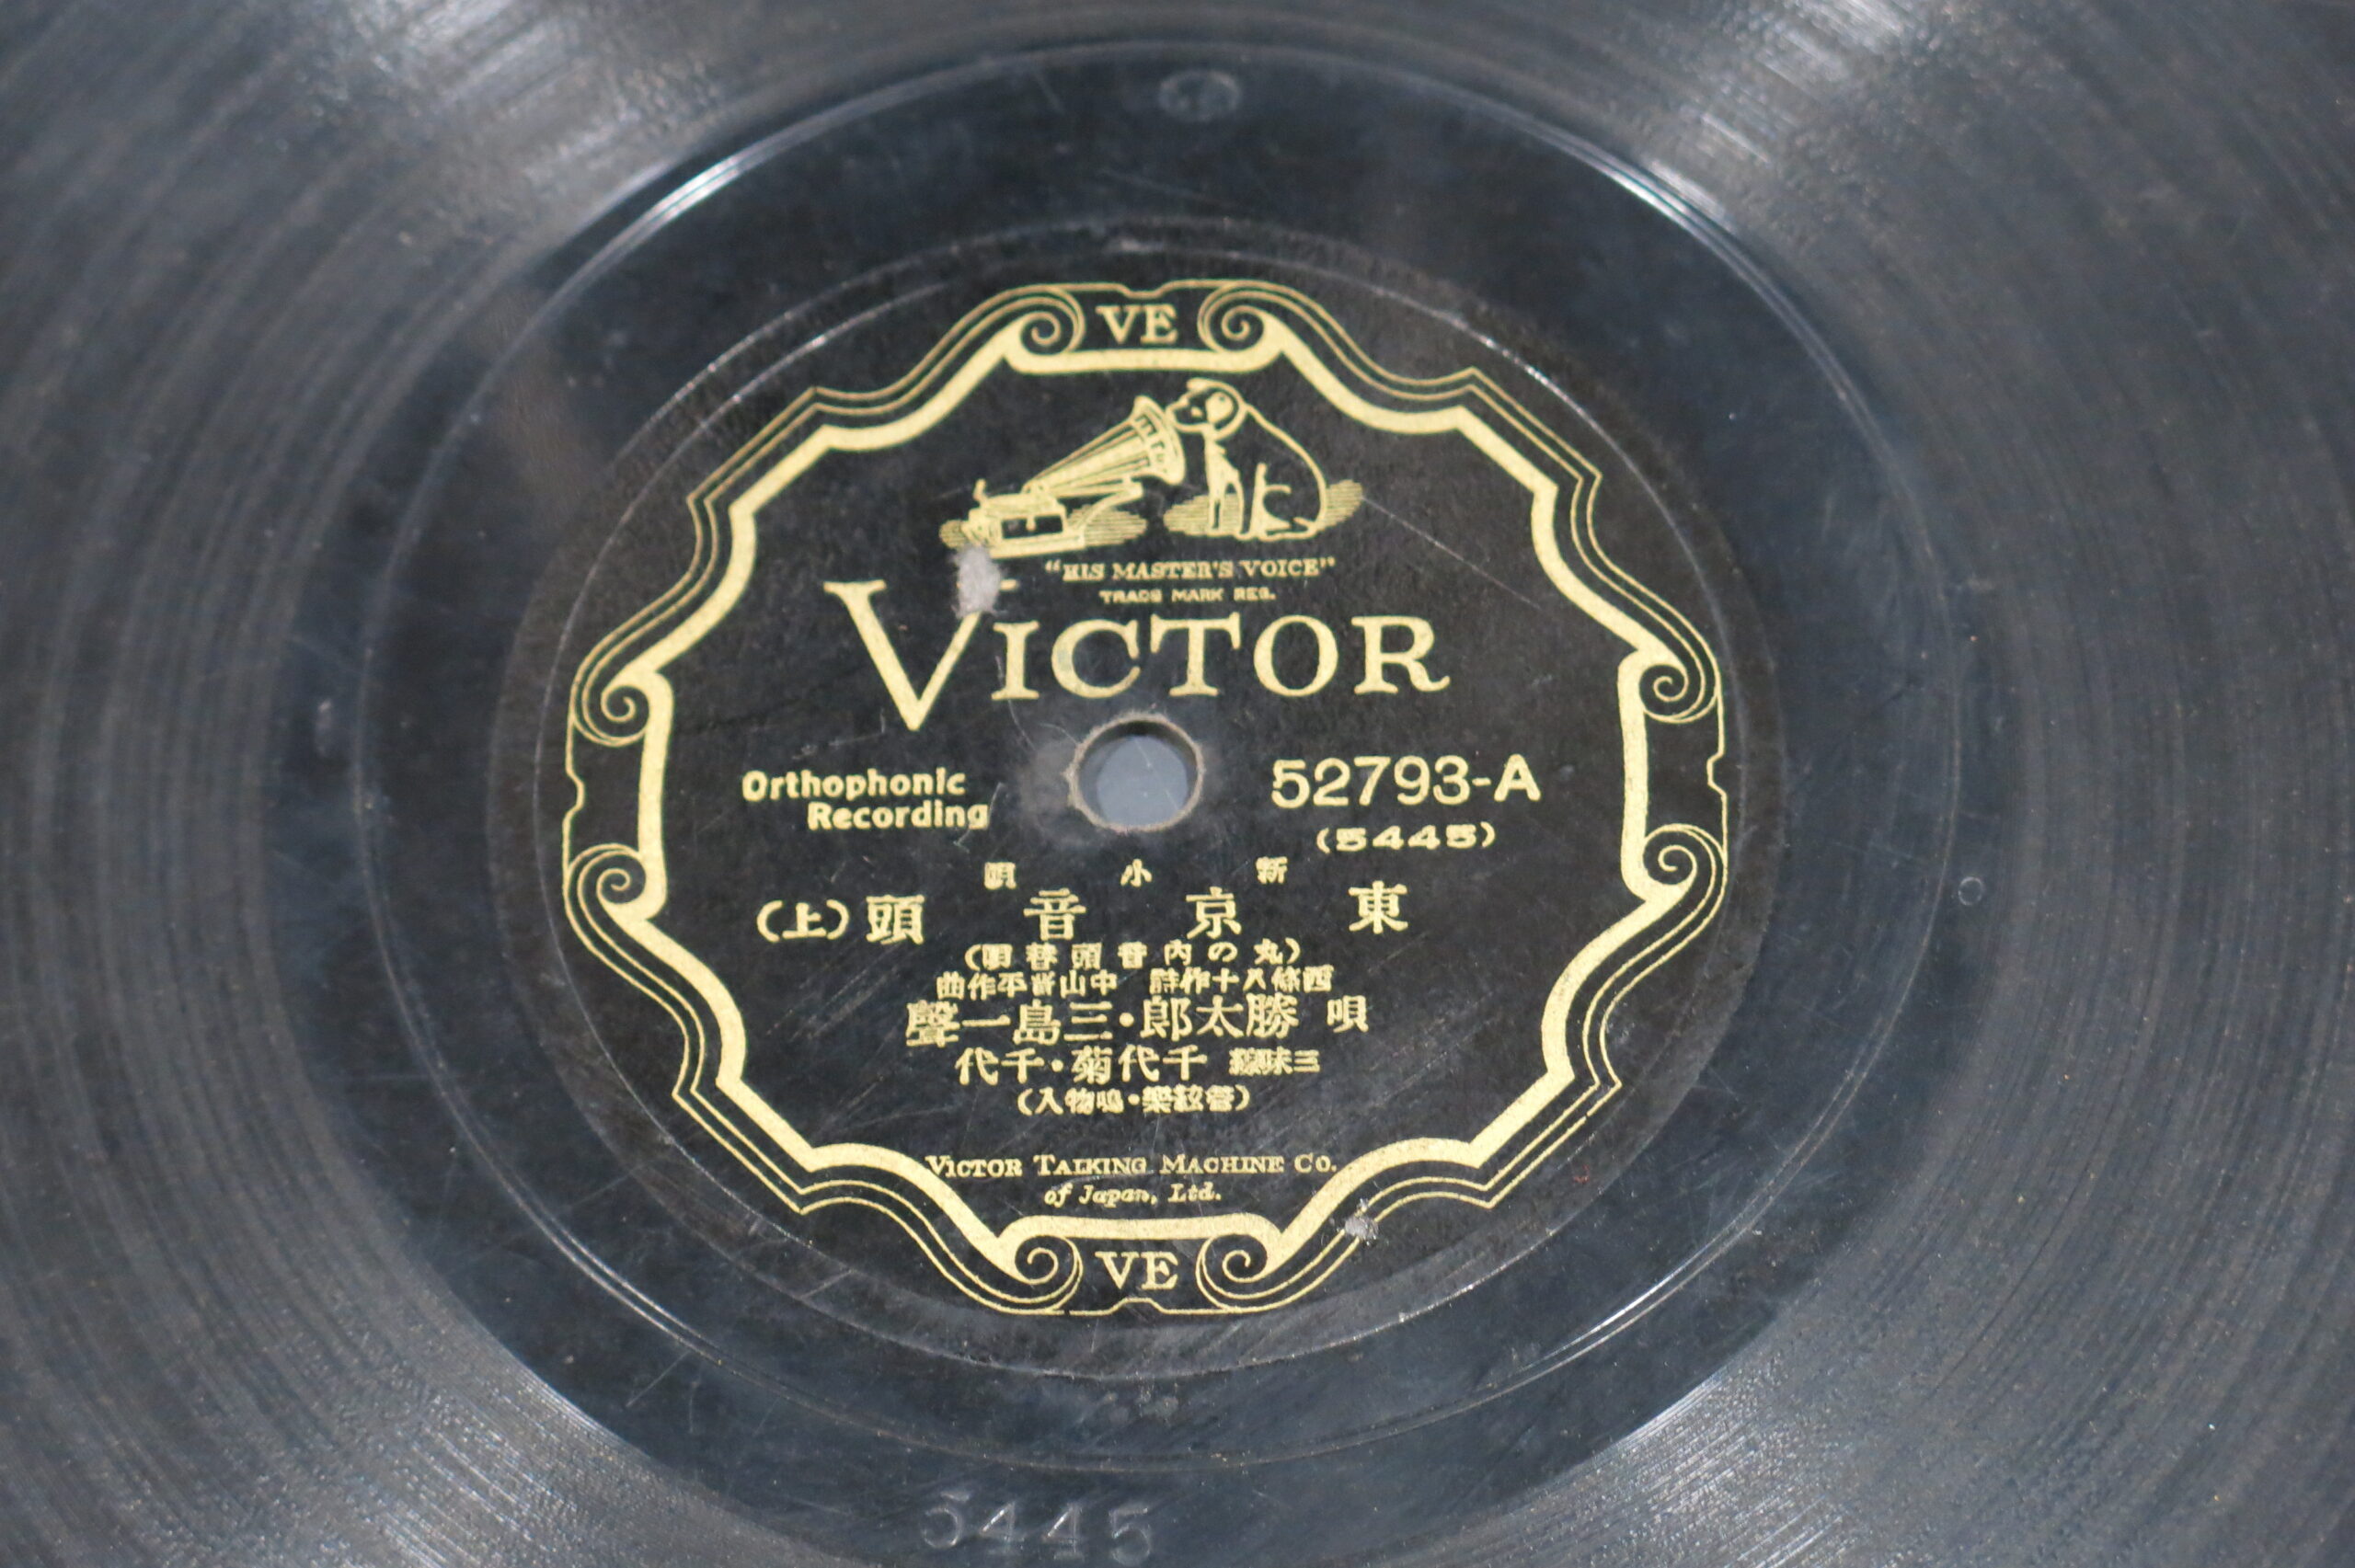 VE
"HIS MASTER'S VOICE"
TRADE MARK REG.
VICTOR
Orthophonic
Recording
52793-A
(5445)
新小唄
東京音頭(上)
(丸の内音頭替唄)
西條八十作詩 中山晋平作曲
唄 勝太郎・三島一聲
三味線 千代菊・千代
(管絃樂・鳴物入)
VICTOR TALKING MACHINE CO.
of Japan, Ltd.
VE
5445